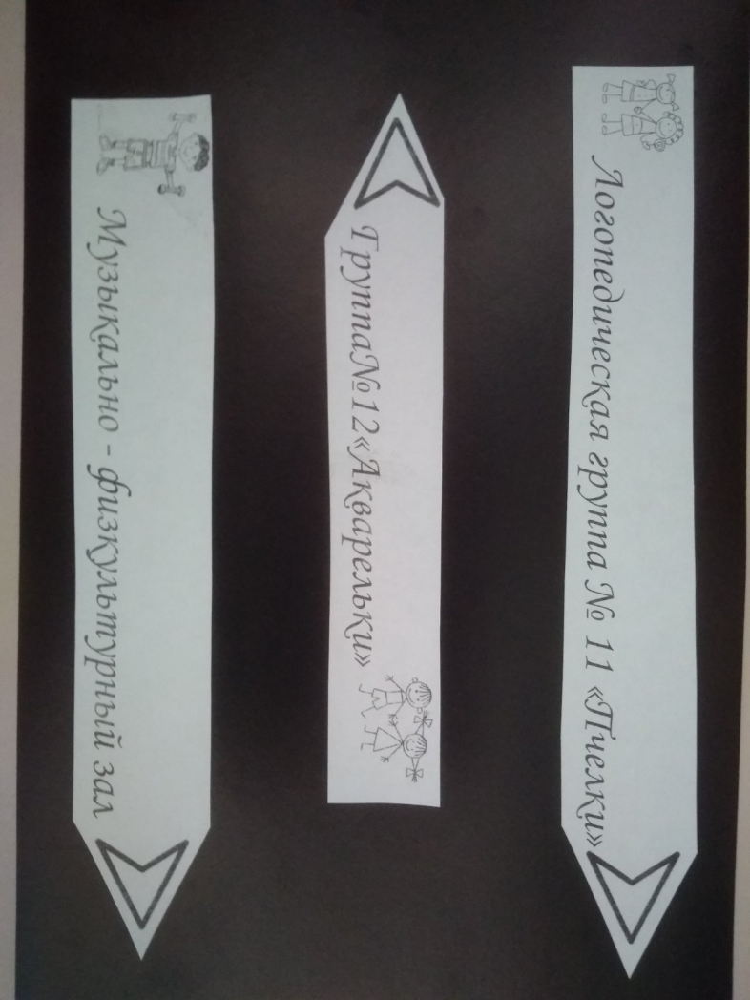 Логопедическая группа № 11 «Пчелки»
Группа№12«Акварельки»
Музыкально - физкультурный зал